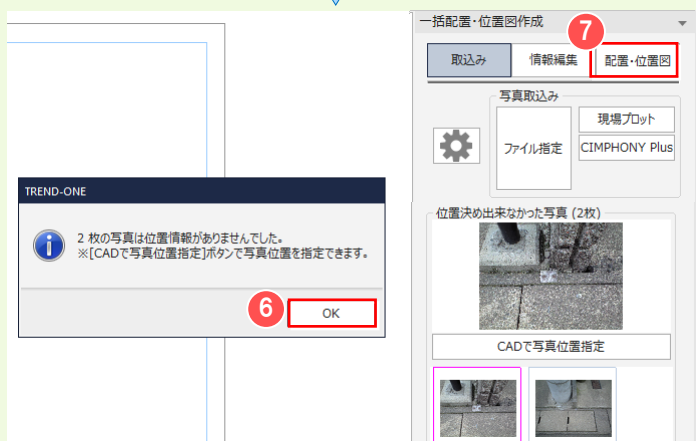 一括配置・位置図作成
7
取込み
情報編集
配置・位置図
写真取込み
ファイル指定
現場プロット
CIMPHONY Plus
TREND-ONE
2 枚の写真は位置情報がありませんでした。
※[CADで写真位置指定]ボタンで写真位置を指定できます。
6
OK
位置決め出来なかった写真 (2枚)
CADで写真位置指定